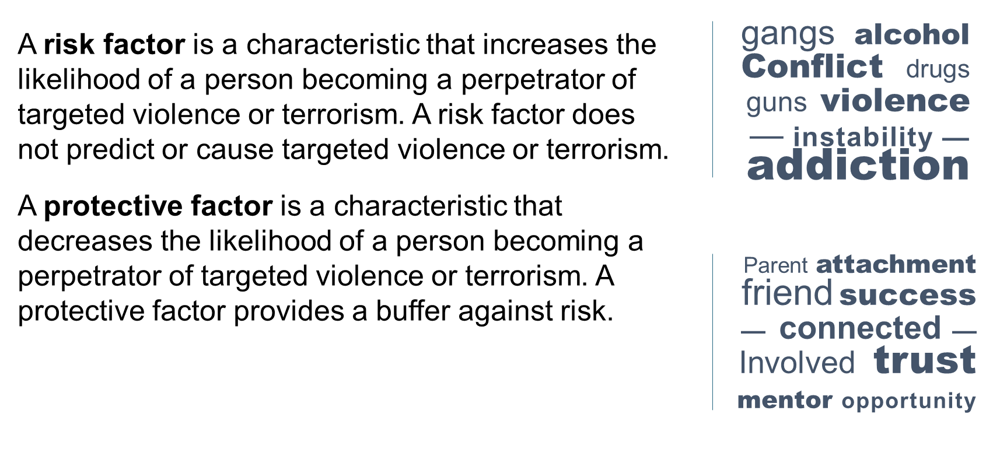 A risk factor is a characteristic that increases the
likelihood of a person becoming a perpetrator of
targeted violence or terrorism. A risk factor does
not predict or cause targeted violence or terrorism.
A protective factor is a characteristic that
decreases the likelihood of a person becoming a
perpetrator of targeted violence or terrorism. A
protective factor provides a buffer against risk.
gangs alcohol
Conflict drugs
guns violence
— instability —
addiction
Parent attachment
friend success
— connected —
Involved trust
mentor opportunity